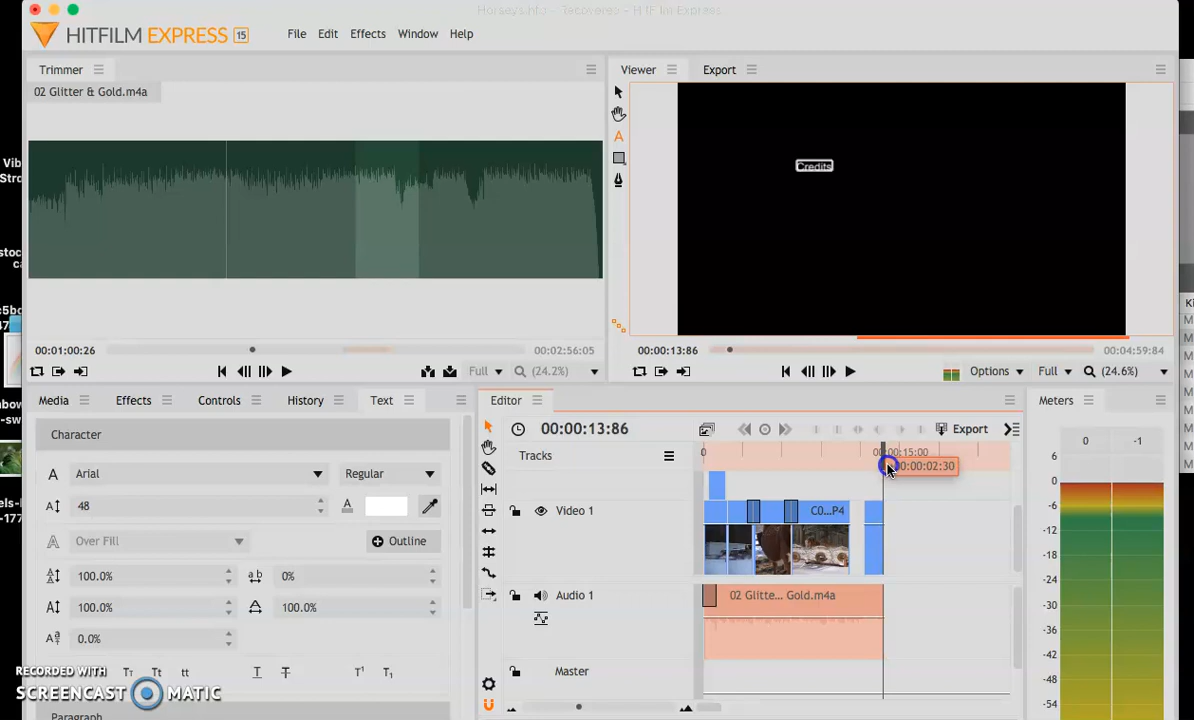 HITFILM EXPRESS 15
File Edit Effects Window Help
Trimmer
02 Glitter & Gold.m4a
Viewer Export
Credits
00:01:00:26
00:02:56:05
00:00:13:86
00:04:59:84
Full (24.2%)
Options Full (24.6%)
Media Effects Controls History Text
Editor
Meters
Character
00:00:13:86
Export
0 -1
Tracks
0
00:00:15:00
00:00:02:30
Arial
Regular
48
Over Fill
Outline
100.0%
0%
100.0%
100.0%
0.0%
Video 1
C0...P4
Audio 1
02 Glitte... Gold.m4a
Master
6
0
-6
-12
-18
-24
-30
-36
-42
-48
-54
Paragraph
RECORDED WITH
SCREENCAST MATIC